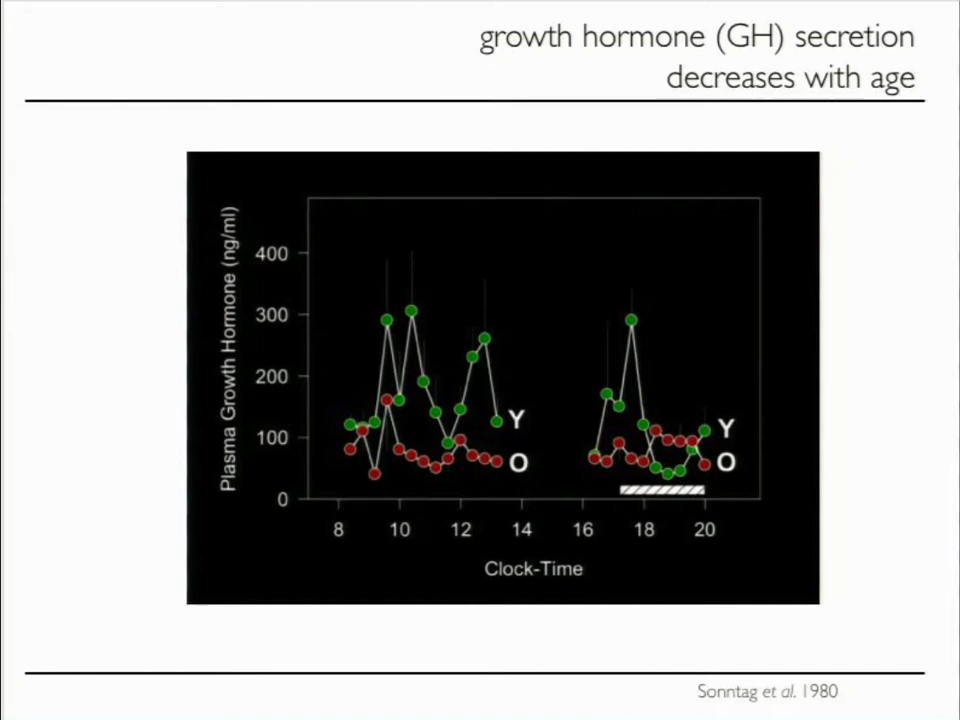 growth hormone (GH) secretion
decreases with age
Plasma Growth Hormone (ng/ml)
400
300
200
100
0
Y
O
Y
O
8 10 12 14 16 18 20
Clock-Time
Sonntag et al. 1980